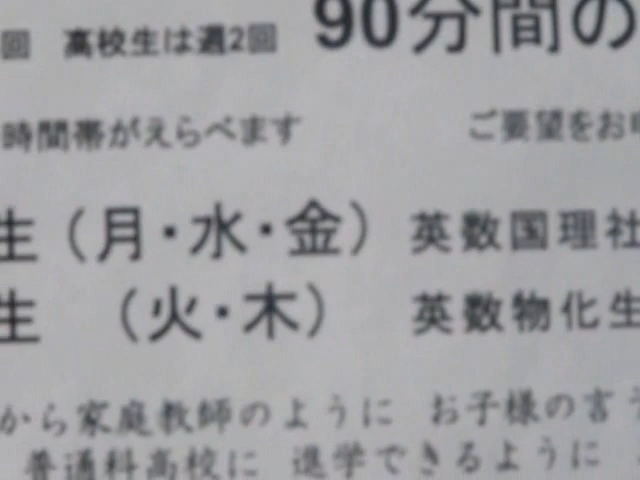 回 高校生は週2回 90分間の
時間帯がえらべます ご要望をお
生（月・水・金） 英数国理社
生 （火・木） 英数物化生
から家庭教師のように お子様の言う
普通科高校に 進学できるように